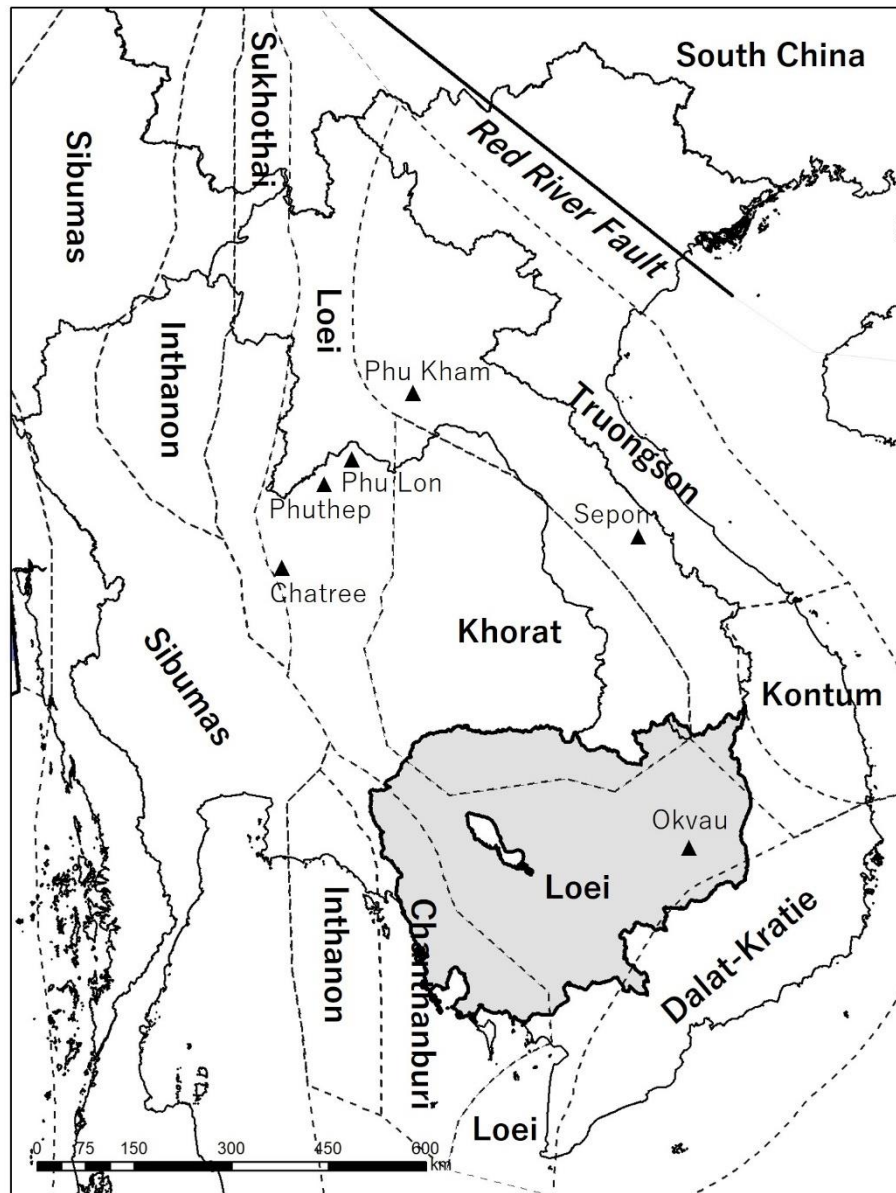 South China
Sukhothai
Sibumas
Red River Fault
Loei
Inthanon
Phu Kham
Truongson
Phu Lon
Phuthep
Sepon
Chatree
Khorat
Sibumas
Kontum
Okvau
Loei
Inthanon
Chanthanburi
Dalat-Kratie
Loei
0 75 150 300 450 600
km